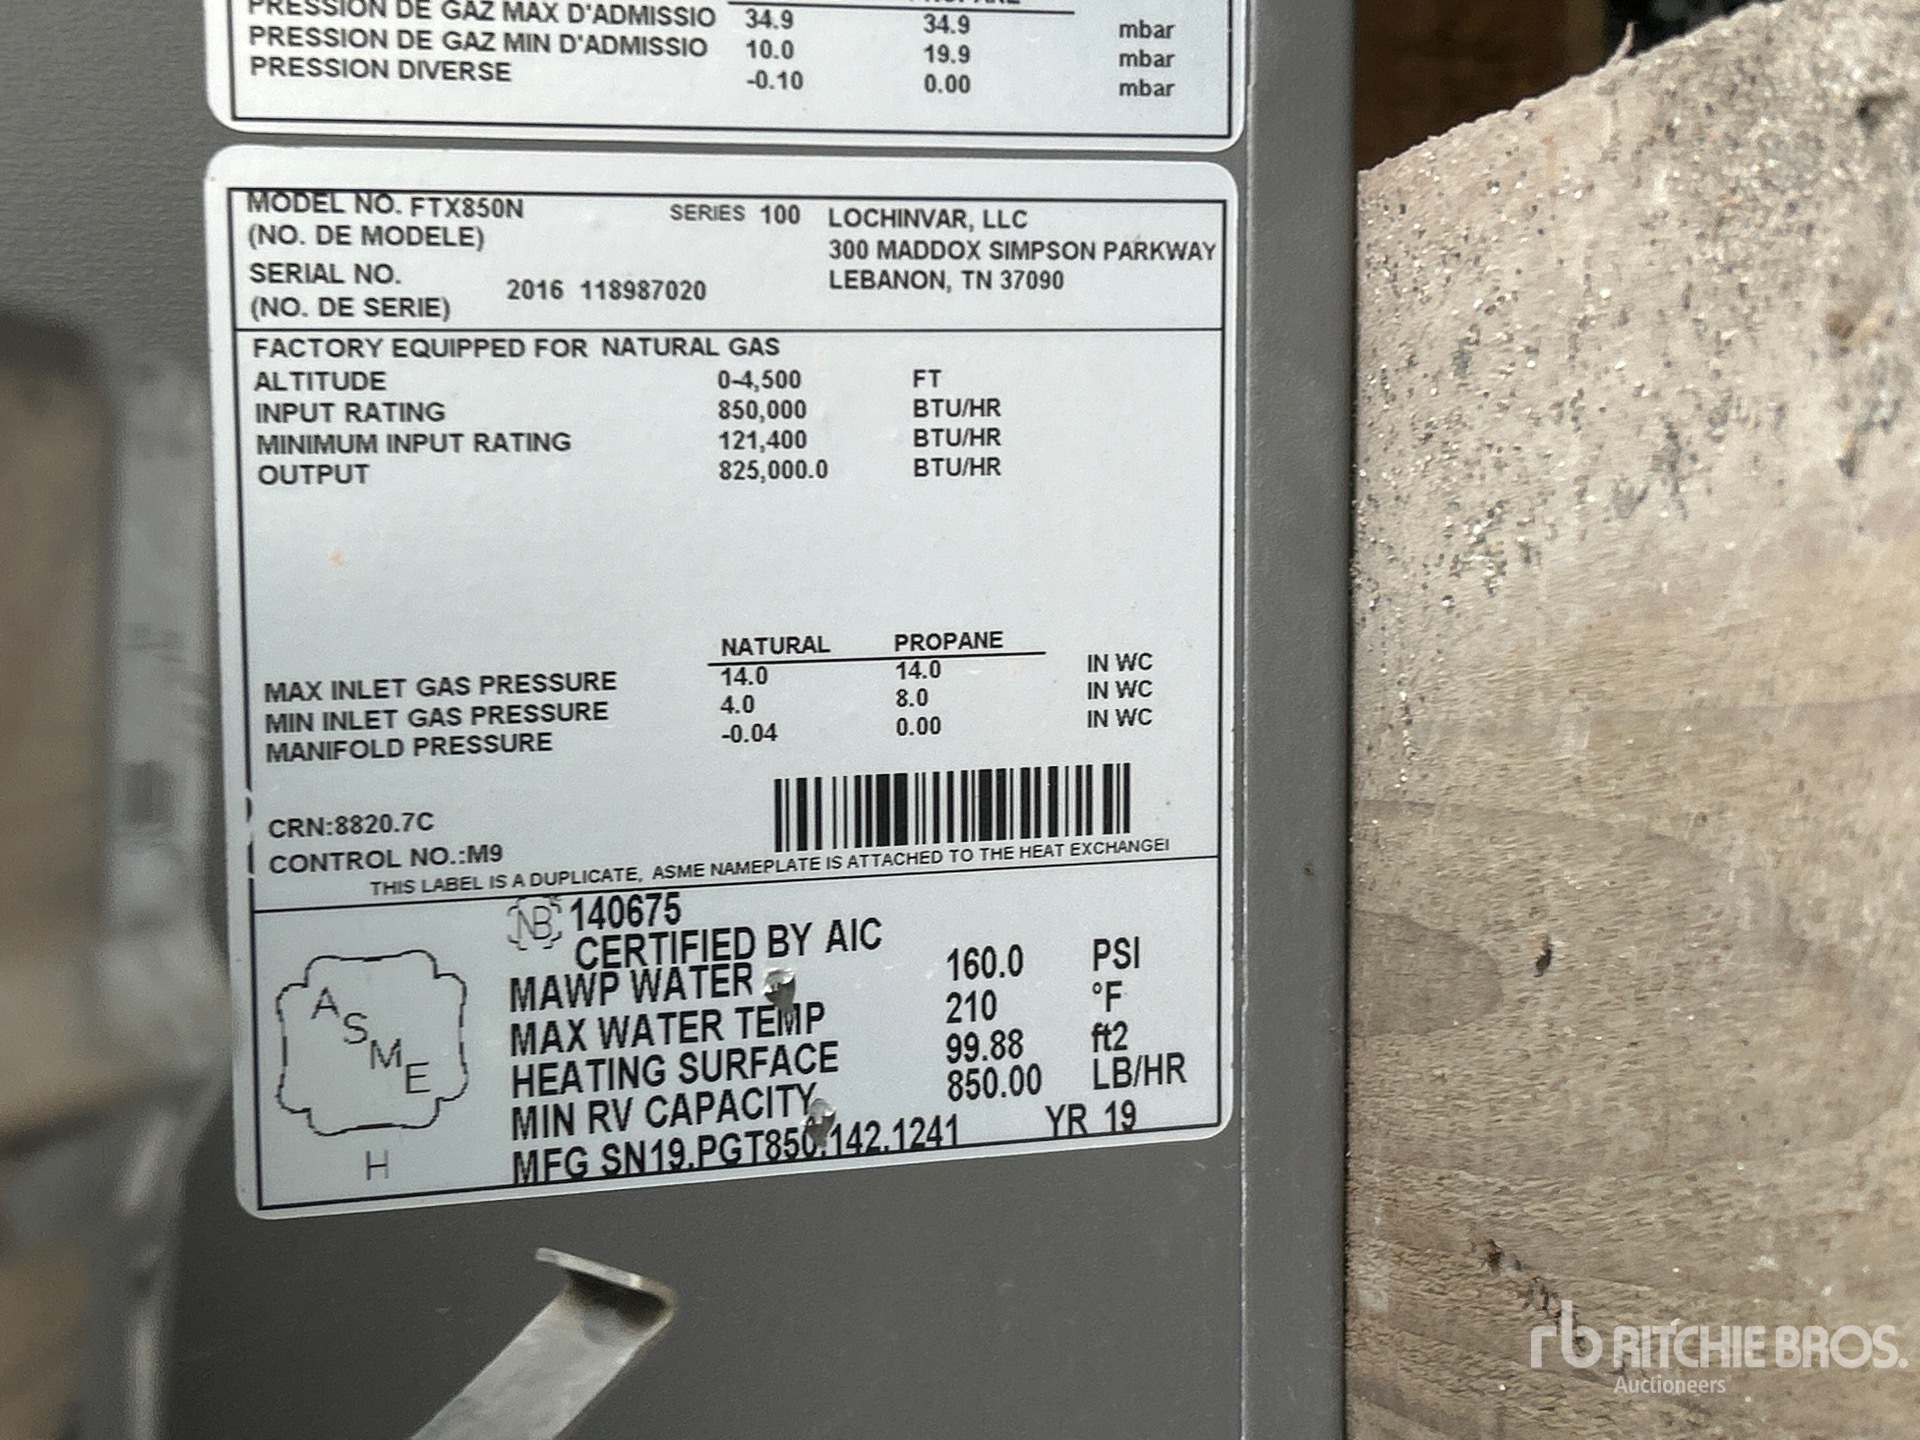 PRESSION DE GAZ MAX D'ADMISSIO 34.9 34.9 mbar
PRESSION DE GAZ MIN D'ADMISSIO 10.0 19.9 mbar
PRESSION DIVERSE -0.10 0.00 mbar
MODEL NO. FTX850N SERIES 100 LOCHINVAR, LLC
(NO. DE MODELE) 300 MADDOX SIMPSON PARKWAY
SERIAL NO. 2016 118987020 LEBANON, TN 37090
(NO. DE SERIE)
FACTORY EQUIPPED FOR NATURAL GAS
ALTITUDE 0-4,500 FT
INPUT RATING 850,000 BTU/HR
MINIMUM INPUT RATING 121,400 BTU/HR
OUTPUT 825,000.0 BTU/HR
NATURAL PROPANE
MAX INLET GAS PRESSURE 14.0 14.0 IN WC
MIN INLET GAS PRESSURE 4.0 8.0 IN WC
MANIFOLD PRESSURE -0.04 0.00 IN WC
CRN:8820.7C
CONTROL NO.:M9
THIS LABEL IS A DUPLICATE, ASME NAMEPLATE IS ATTACHED TO THE HEAT
NB 140675
CERTIFIED BY AIC
MAWP WATER 160.0 PSI
MAX WATER TEMP 210 °F
HEATING SURFACE 99.88 ft2
MIN RV CAPACITY 850.00 LB/HR
MFG SN19.PGT850.142.1241 YR 19
ASME
H
rb RITCHIE BROS.
Auctioneers